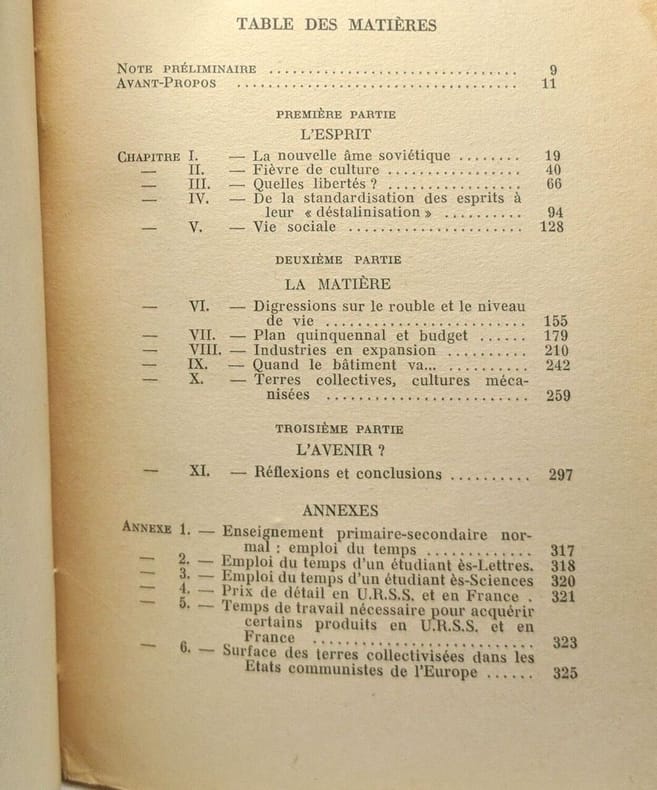 TABLE DES MATIÈRES
NOTE PRÉLIMINAIRE ................................ 9
AVANT-PROPOS .................................... 11
PREMIÈRE PARTIE
L'ESPRIT
CHAPITRE I. — La nouvelle âme soviétique ........ 19
— II. — Fièvre de culture ................. 40
— III. — Quelles libertés ? ................. 66
— IV. — De la standardisation des esprits à
leur « déstalinisation » .......... 94
— V. — Vie sociale ...................... 128
DEUXIÈME PARTIE
LA MATIÈRE
— VI. — Digressions sur le rouble et le niveau
de vie .......................... 155
— VII. — Plan quinquennal et budget ...... 179
— VIII. — Industries en expansion .......... 210
— IX. — Quand le bâtiment va... .......... 242
— X. — Terres collectives, cultures méca-
nisées .......................... 259
TROISIÈME PARTIE
L'AVENIR ?
— XI. — Réflexions et conclusions .......... 297
ANNEXES
ANNEXE 1. — Enseignement primaire-secondaire nor-
mal : emploi du temps ............. 317
— 2. — Emploi du temps d'un étudiant ès-Lettres. 318
— 3. — Emploi du temps d'un étudiant ès-Sciences 320
— 4. — Prix de détail en U.R.S.S. et en France . 321
— 5. — Temps de travail nécessaire pour acquérir
certains produits en U.R.S.S. et en
France .......................... 323
— 6. — Surface des terres collectivisées dans les
Etats communistes de l'Europe ...... 325